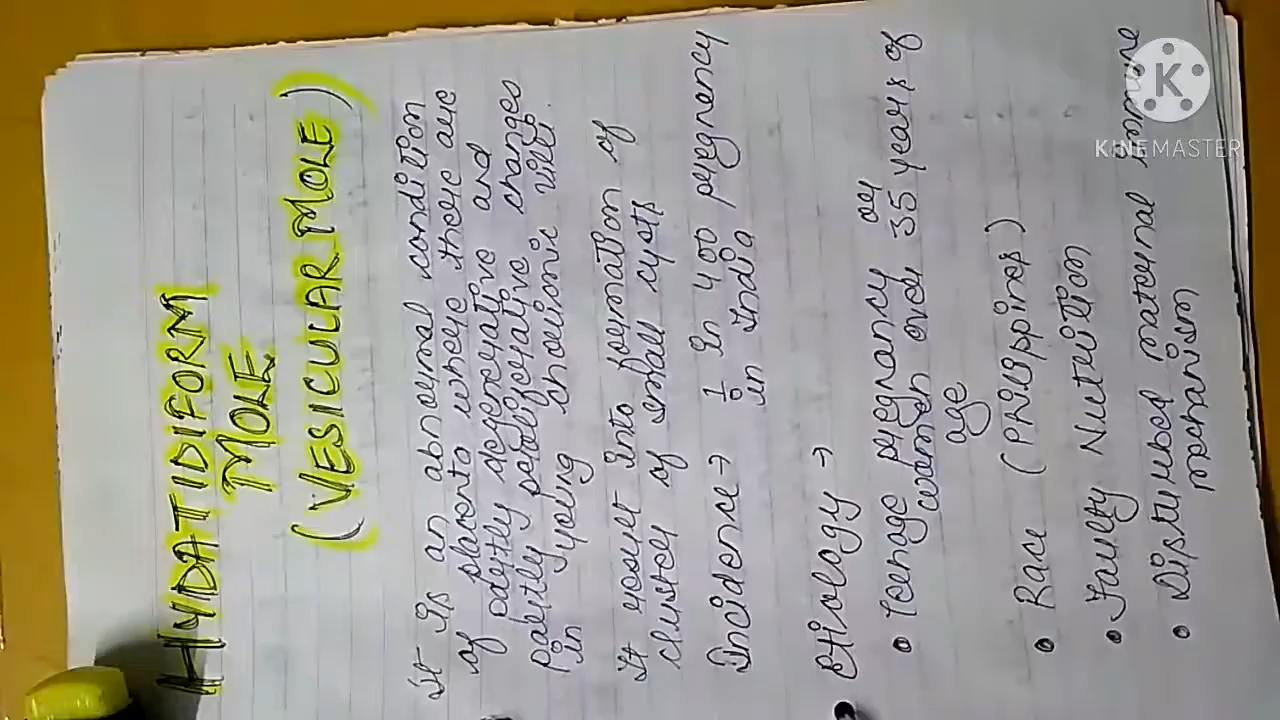 HYDATIDIFORM
MOLE
(VESICULAR MOLE)
It is an abnormal condition
of placenta where there are
partly degenerative and
partly proliferative changes
in young chorionic villi.
It result into formation of
cluster of small cysts
Incidence → 1 in 400 pregnency
in India
Etiology →
• Teenage pregnancy or
women over 35 years of
age
• Race (Philippines)
• Faulty Nutrition
• Disturbed maternal Immune
mechanism
K
KINEMASTER